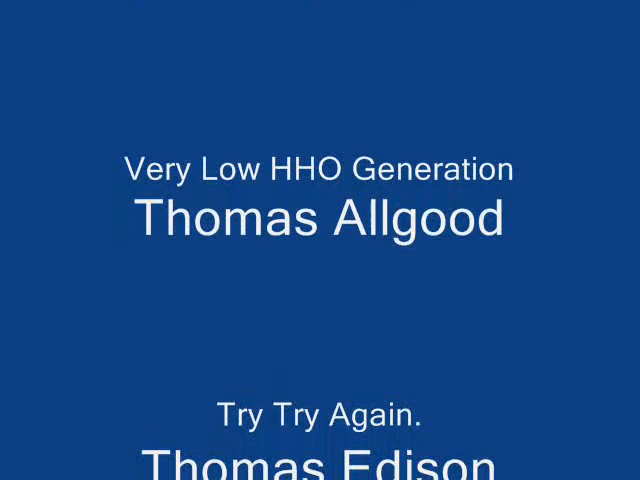 Very Low HHO Generation
Thomas Allgood
Try Try Again.
Thomas Edison